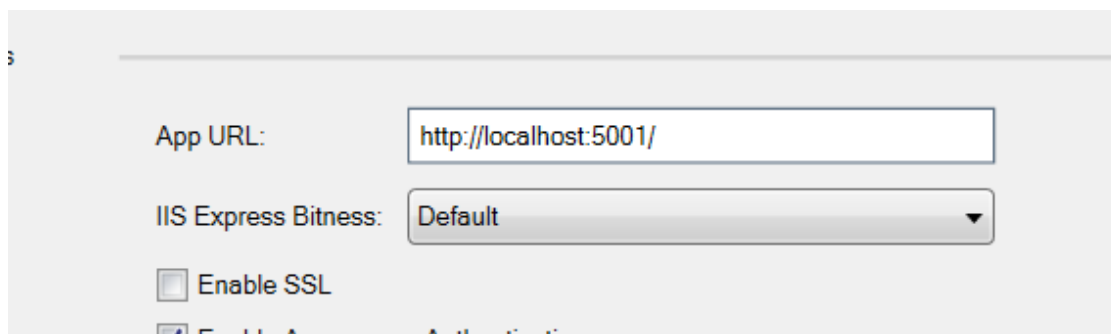 s
App URL: http://localhost:5001/
IIS Express Bitness: Default
Enable SSL